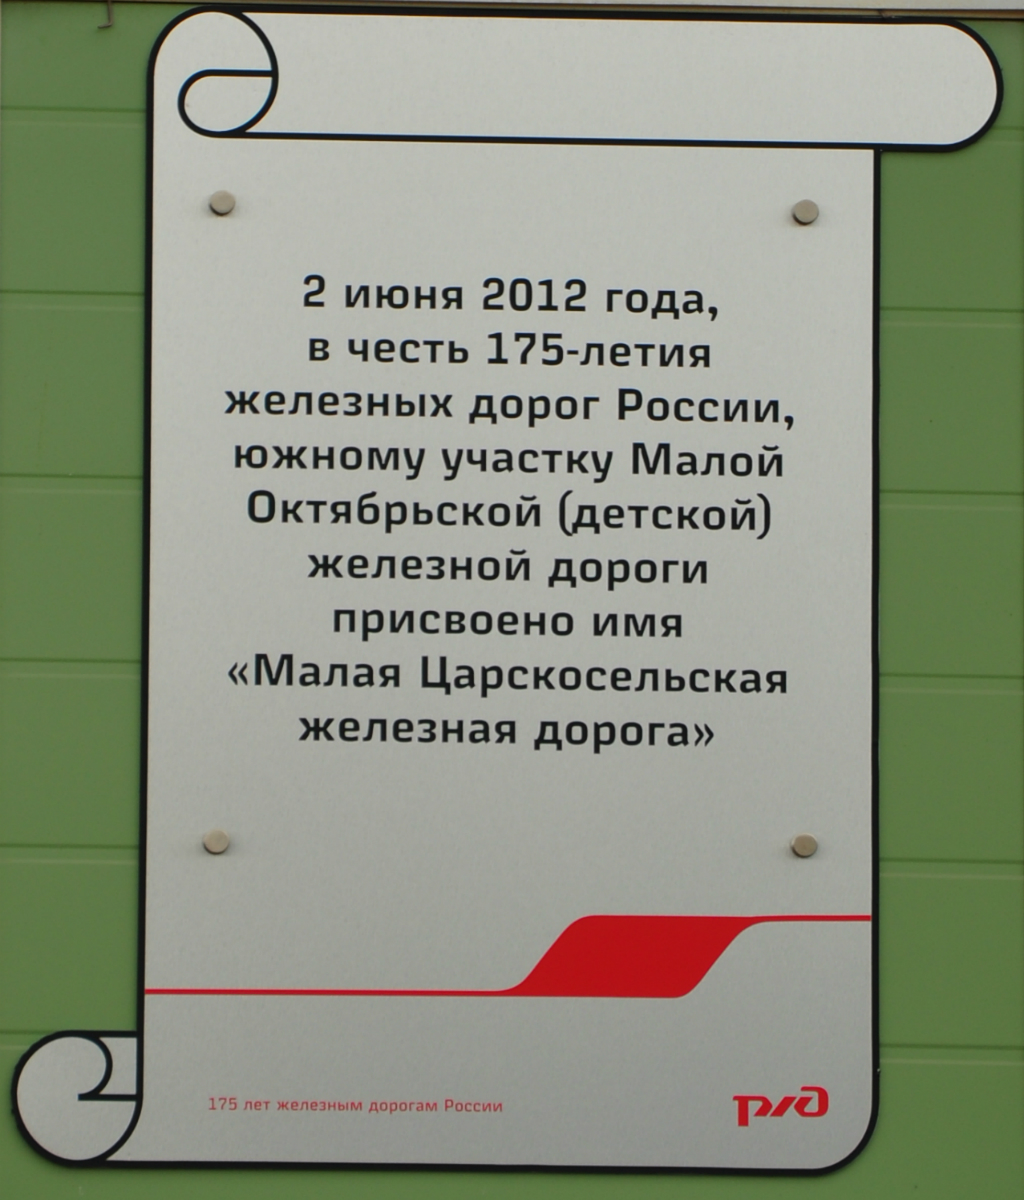 2 июня 2012 года,
в честь 175-летия
железных дорог России,
южному участку Малой
Октябрьской (детской)
железной дороги
присвоено имя
«Малая Царскосельская
железная дорога»
175 лет железным дорогам России
ржд